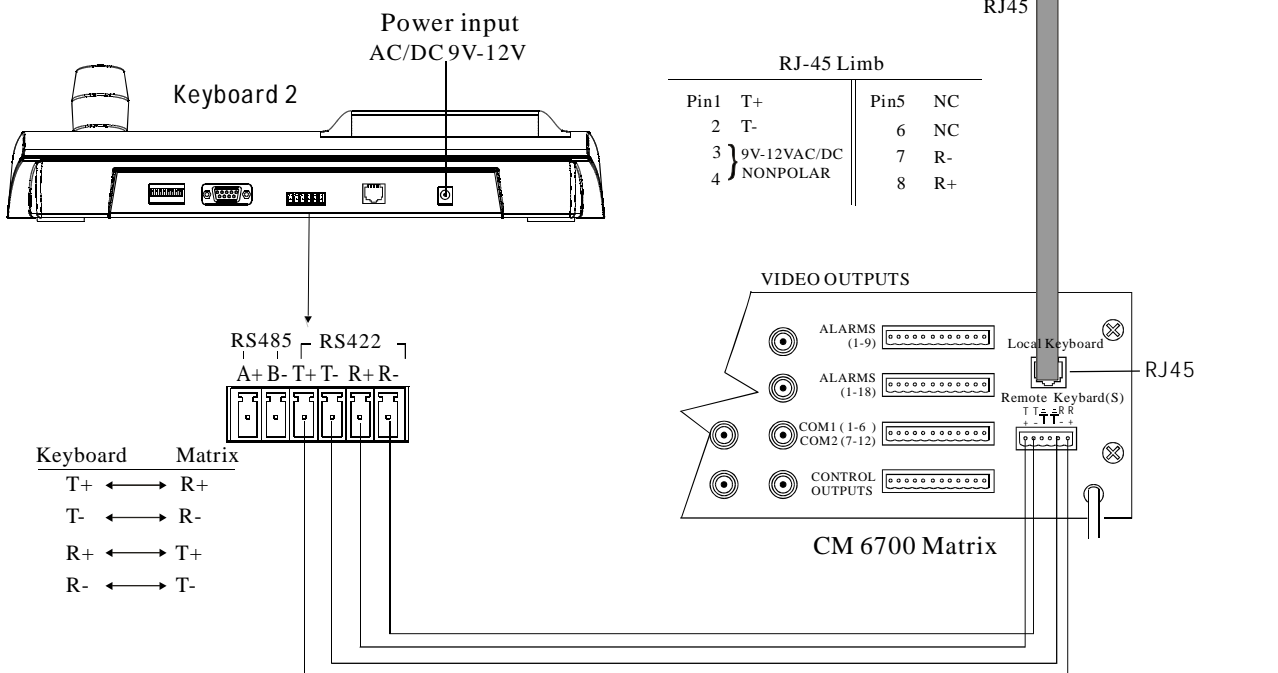 RJ45
Power input
AC/DC 9V-12V
Keyboard 2
RJ-45 Limb
Pin1 T+ Pin5 NC
2 T- 6 NC
3 } 9V-12VAC/DC 7 R-
4 NONPOLAR 8 R+
VIDEO OUTPUTS
ALARMS
(1-9)
Local Keyboard
RJ45
ALARMS
(1-18)
Remote Keybard(S)
T T R R
+ - - +
COM1 ( 1-6 )
COM2 (7-12)
CONTROL
OUTPUTS
CM 6700 Matrix
RS485 RS422
A+ B- T+ T- R+ R-
Keyboard Matrix
T+ ⟷ R+
T- ⟷ R-
R+ ⟷ T+
R- ⟷ T-